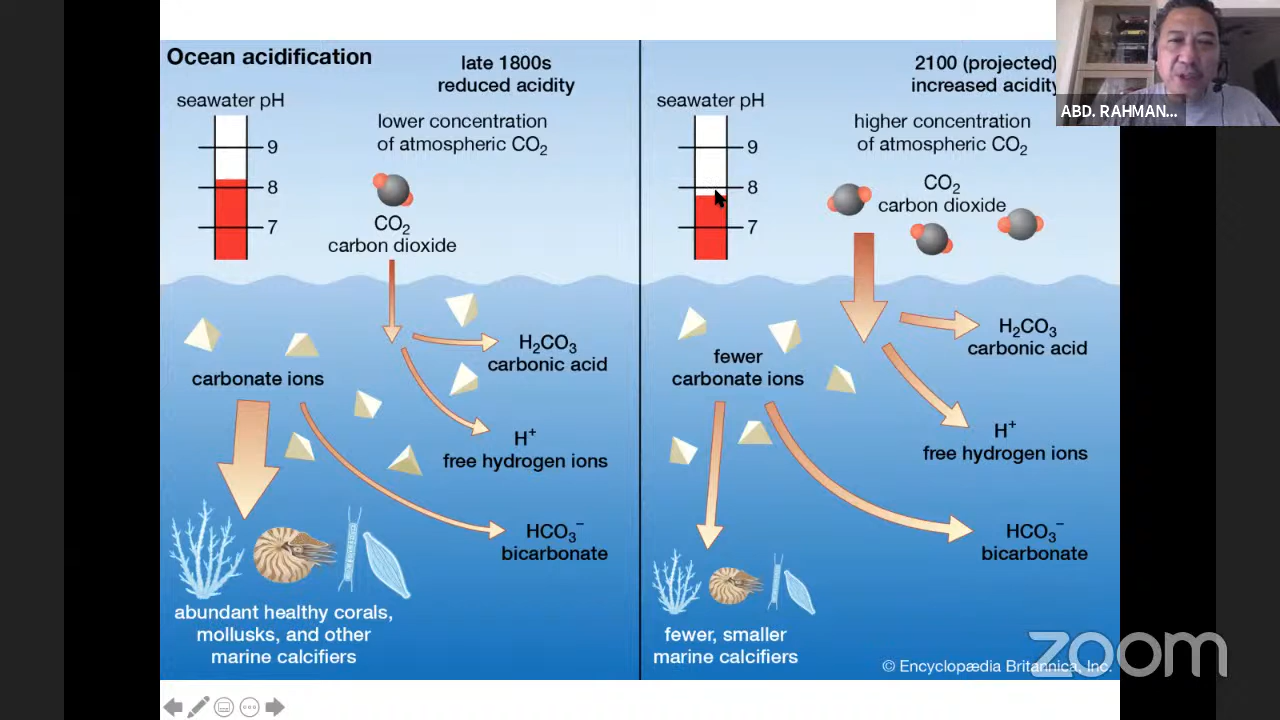 Ocean acidification
late 1800s
reduced acidity
seawater pH
9
8
7
lower concentration
of atmospheric CO₂
CO₂
carbon dioxide
carbonate ions
H₂CO₃
carbonic acid
H⁺
free hydrogen ions
HCO₃⁻
bicarbonate
abundant healthy corals,
mollusks, and other
marine calcifiers
2100 (projected)
increased acidity
seawater pH
9
8
7
higher concentration
of atmospheric CO₂
CO₂
carbon dioxide
fewer
carbonate ions
H₂CO₃
carbonic acid
H⁺
free hydrogen ions
HCO₃⁻
bicarbonate
fewer, smaller
marine calcifiers
© Encyclopædia Britannica, Inc.
ABD. RAHMAN...
zoom